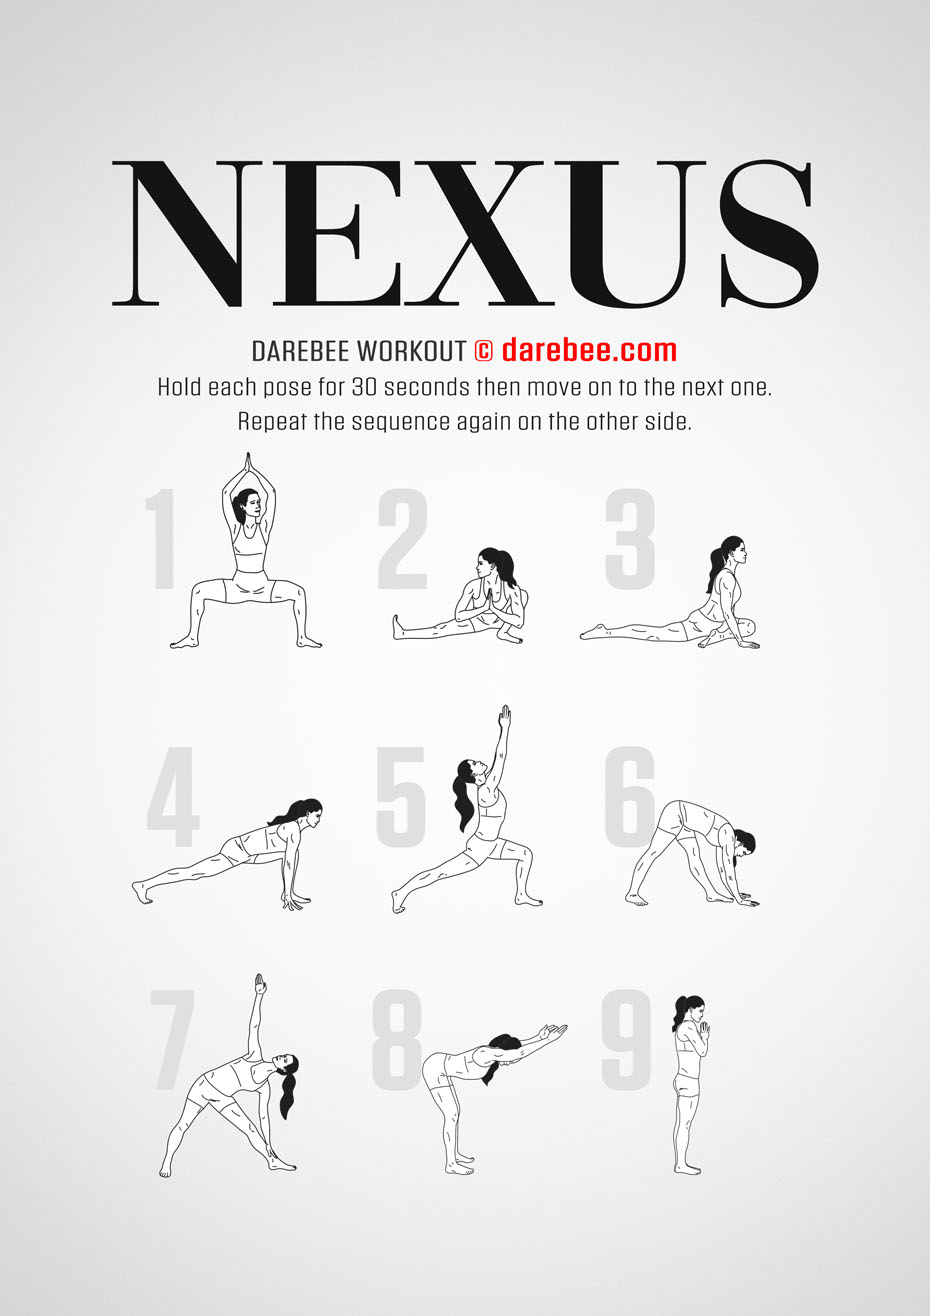 NEXUS
DAREBEE WORKOUT © darebee.com
Hold each pose for 30 seconds then move on to the next one.
Repeat the sequence again on the other side.
1
2
3
4
5
6
7
8
9